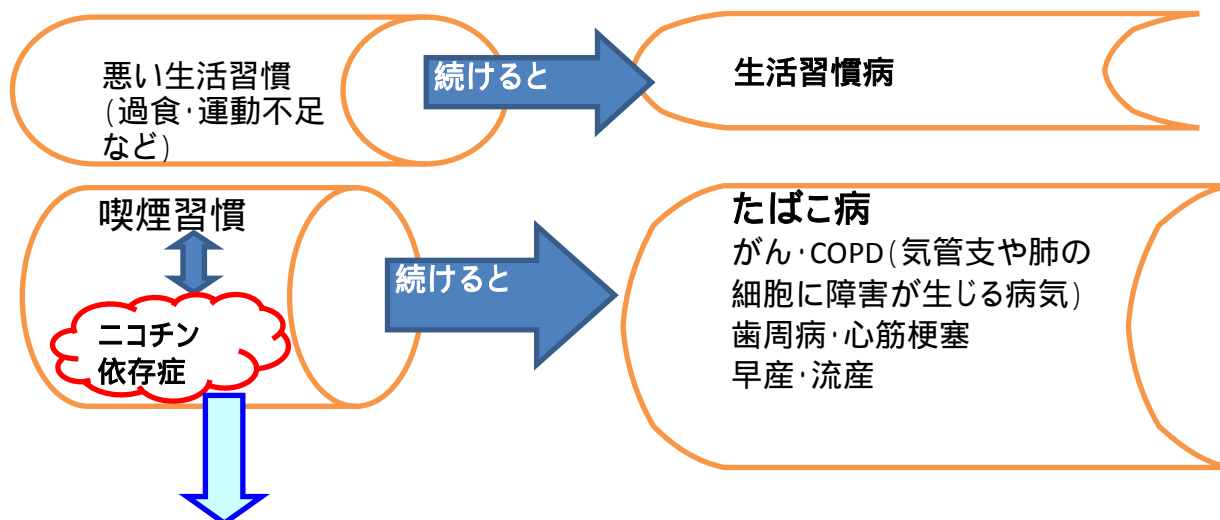 悪い生活習慣
(過食･運動不足
など)
続けると
生活習慣病
喫煙習慣
ニコチン
依存症
続けると
たばこ病
がん･COPD(気管支や肺の
細胞に障害が生じる病気)
歯周病･心筋梗塞
早産･流産